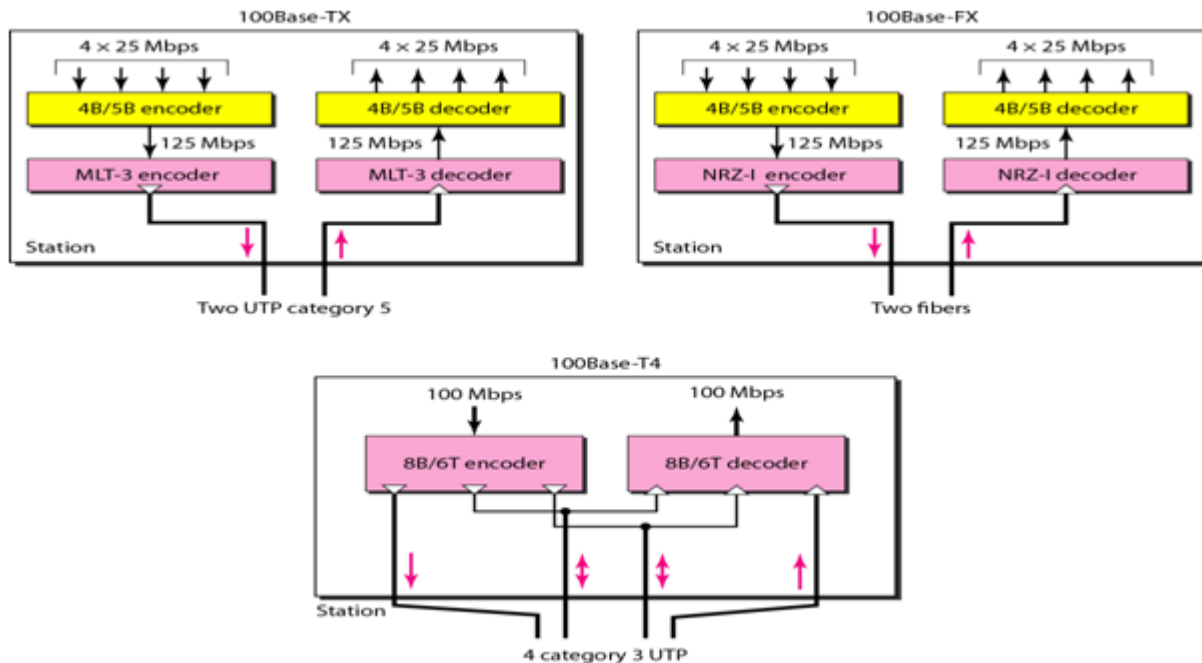 100Base-TX
4 × 25 Mbps
4 × 25 Mbps
4B/5B encoder
4B/5B decoder
125 Mbps
125 Mbps
MLT-3 encoder
MLT-3 decoder
Station
Two UTP category 5
100Base-FX
4 × 25 Mbps
4 × 25 Mbps
4B/5B encoder
4B/5B decoder
125 Mbps
125 Mbps
NRZ-I encoder
NRZ-I decoder
Station
Two fibers
100Base-T4
100 Mbps
100 Mbps
8B/6T encoder
8B/6T decoder
Station
4 category 3 UTP